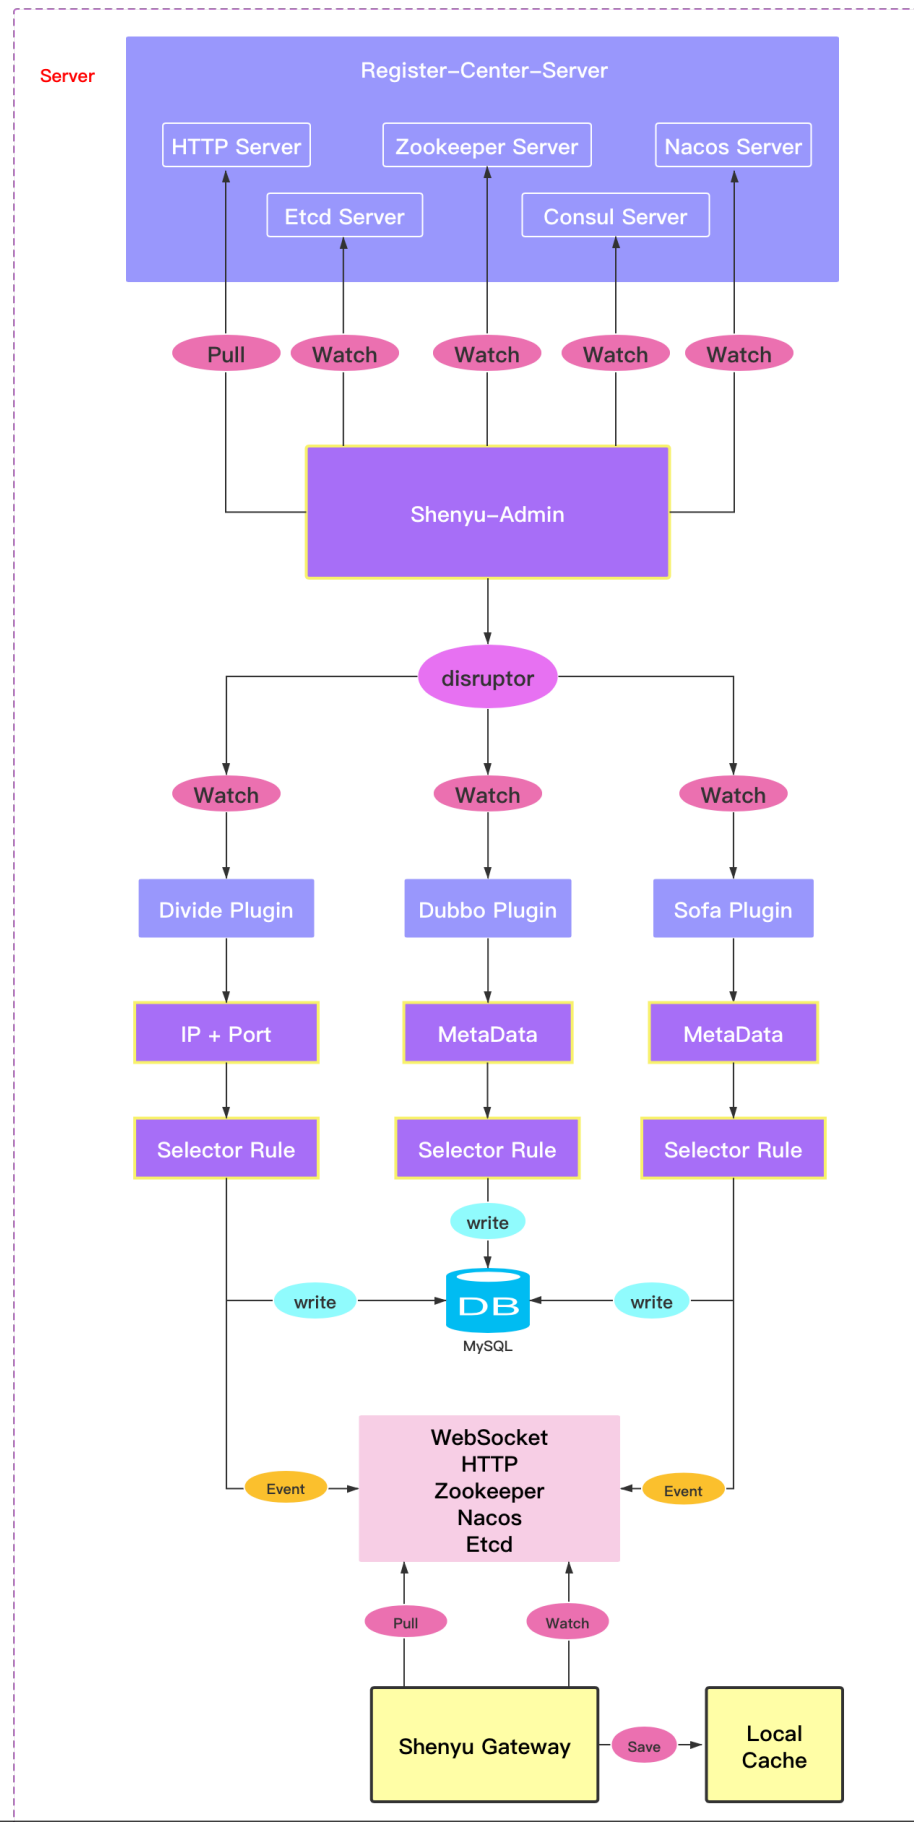 Server
Register-Center-Server
HTTP Server
Zookeeper Server
Nacos Server
Etcd Server
Consul Server
Pull
Watch
Watch
Watch
Watch
Shenyu-Admin
disruptor
Watch
Watch
Watch
Divide Plugin
Dubbo Plugin
Sofa Plugin
IP + Port
MetaData
MetaData
Selector Rule
Selector Rule
Selector Rule
write
write
write
DB
MySQL
WebSocket
HTTP
Zookeeper
Nacos
Etcd
Event
Event
Pull
Watch
Shenyu Gateway
Save
Local
Cache